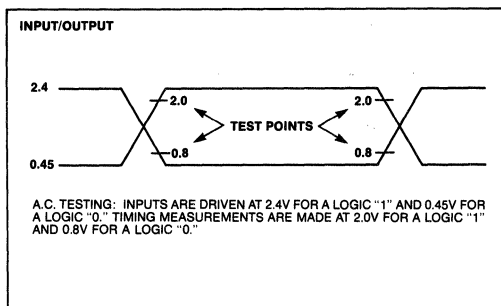 INPUT/OUTPUT
2.4
2.0
2.0
TEST POINTS
0.8
0.8
0.45
A.C. TESTING: INPUTS ARE DRIVEN AT 2.4V FOR A LOGIC "1" AND 0.45V FOR
A LOGIC "0." TIMING MEASUREMENTS ARE MADE AT 2.0V FOR A LOGIC "1"
AND 0.8V FOR A LOGIC "0."